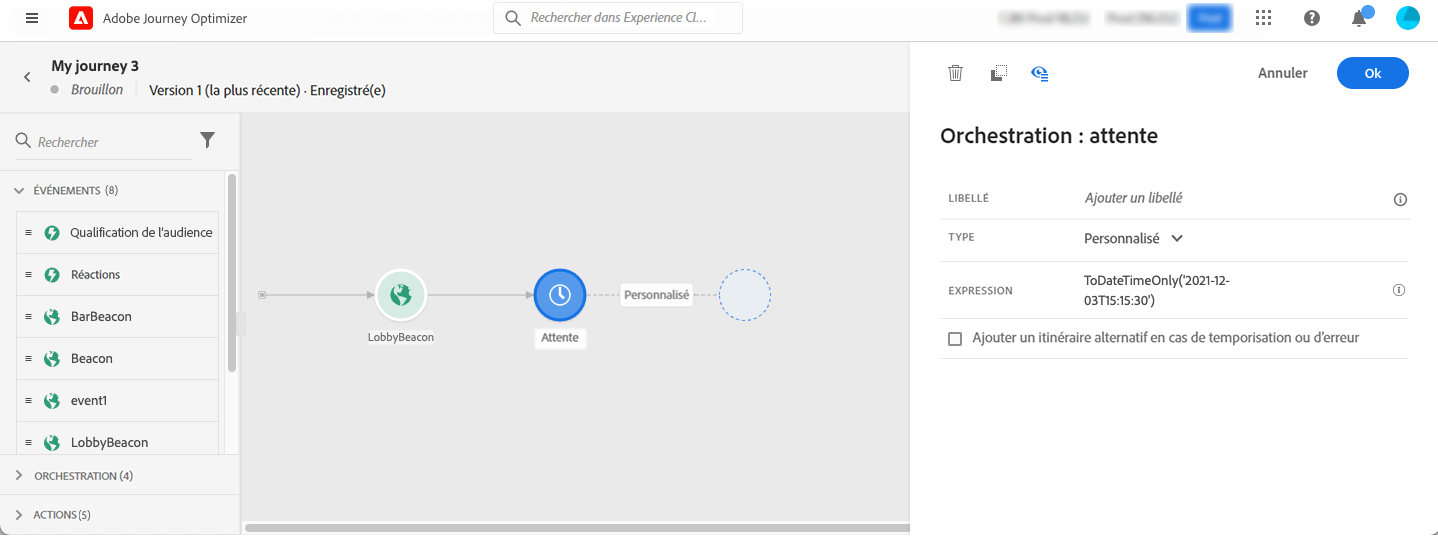 Adobe Journey Optimizer
Rechercher dans Experience Cl...
My journey 3
Brouillon
Version 1 (la plus récente) · Enregistré(e)
Annuler
Ok
Rechercher
ÉVÉNEMENTS (8)
Qualification de l'audience
Réactions
BarBeacon
Beacon
event1
LobbyBeacon
ORCHESTRATION (4)
ACTIONS (5)
LobbyBeacon
Attente
Personnalisé
Orchestration : attente
LIBELLÉ
Ajouter un libellé
TYPE
Personnalisé
EXPRESSION
ToDateTimeOnly('2021-12-
03T15:15:30')
Ajouter un itinéraire alternatif en cas de temporisation ou d'erreur